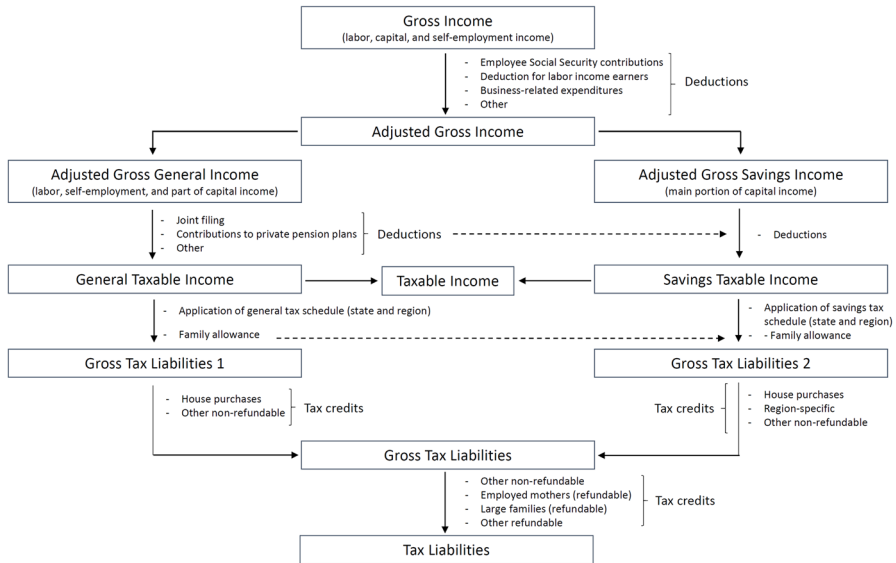 Gross Income
(labor, capital, and self-employment income)
- Employee Social Security contributions
- Deduction for labor income earners
- Business-related expenditures
- Other
Deductions
Adjusted Gross Income
Adjusted Gross General Income
(labor, self-employment, and part of capital income)
Adjusted Gross Savings Income
(main portion of capital income)
- Joint filing
- Contributions to private pension plans
- Other
Deductions
- Deductions
General Taxable Income
Taxable Income
Savings Taxable Income
- Application of general tax schedule (state and region)
- Family allowance
- Application of savings tax
schedule (state and region)
- - Family allowance
Gross Tax Liabilities 1
Gross Tax Liabilities 2
- House purchases
- Other non-refundable
Tax credits
Tax credits
- House purchases
- Region-specific
- Other non-refundable
Gross Tax Liabilities
- Other non-refundable
- Employed mothers (refundable)
- Large families (refundable)
- Other refundable
Tax credits
Tax Liabilities